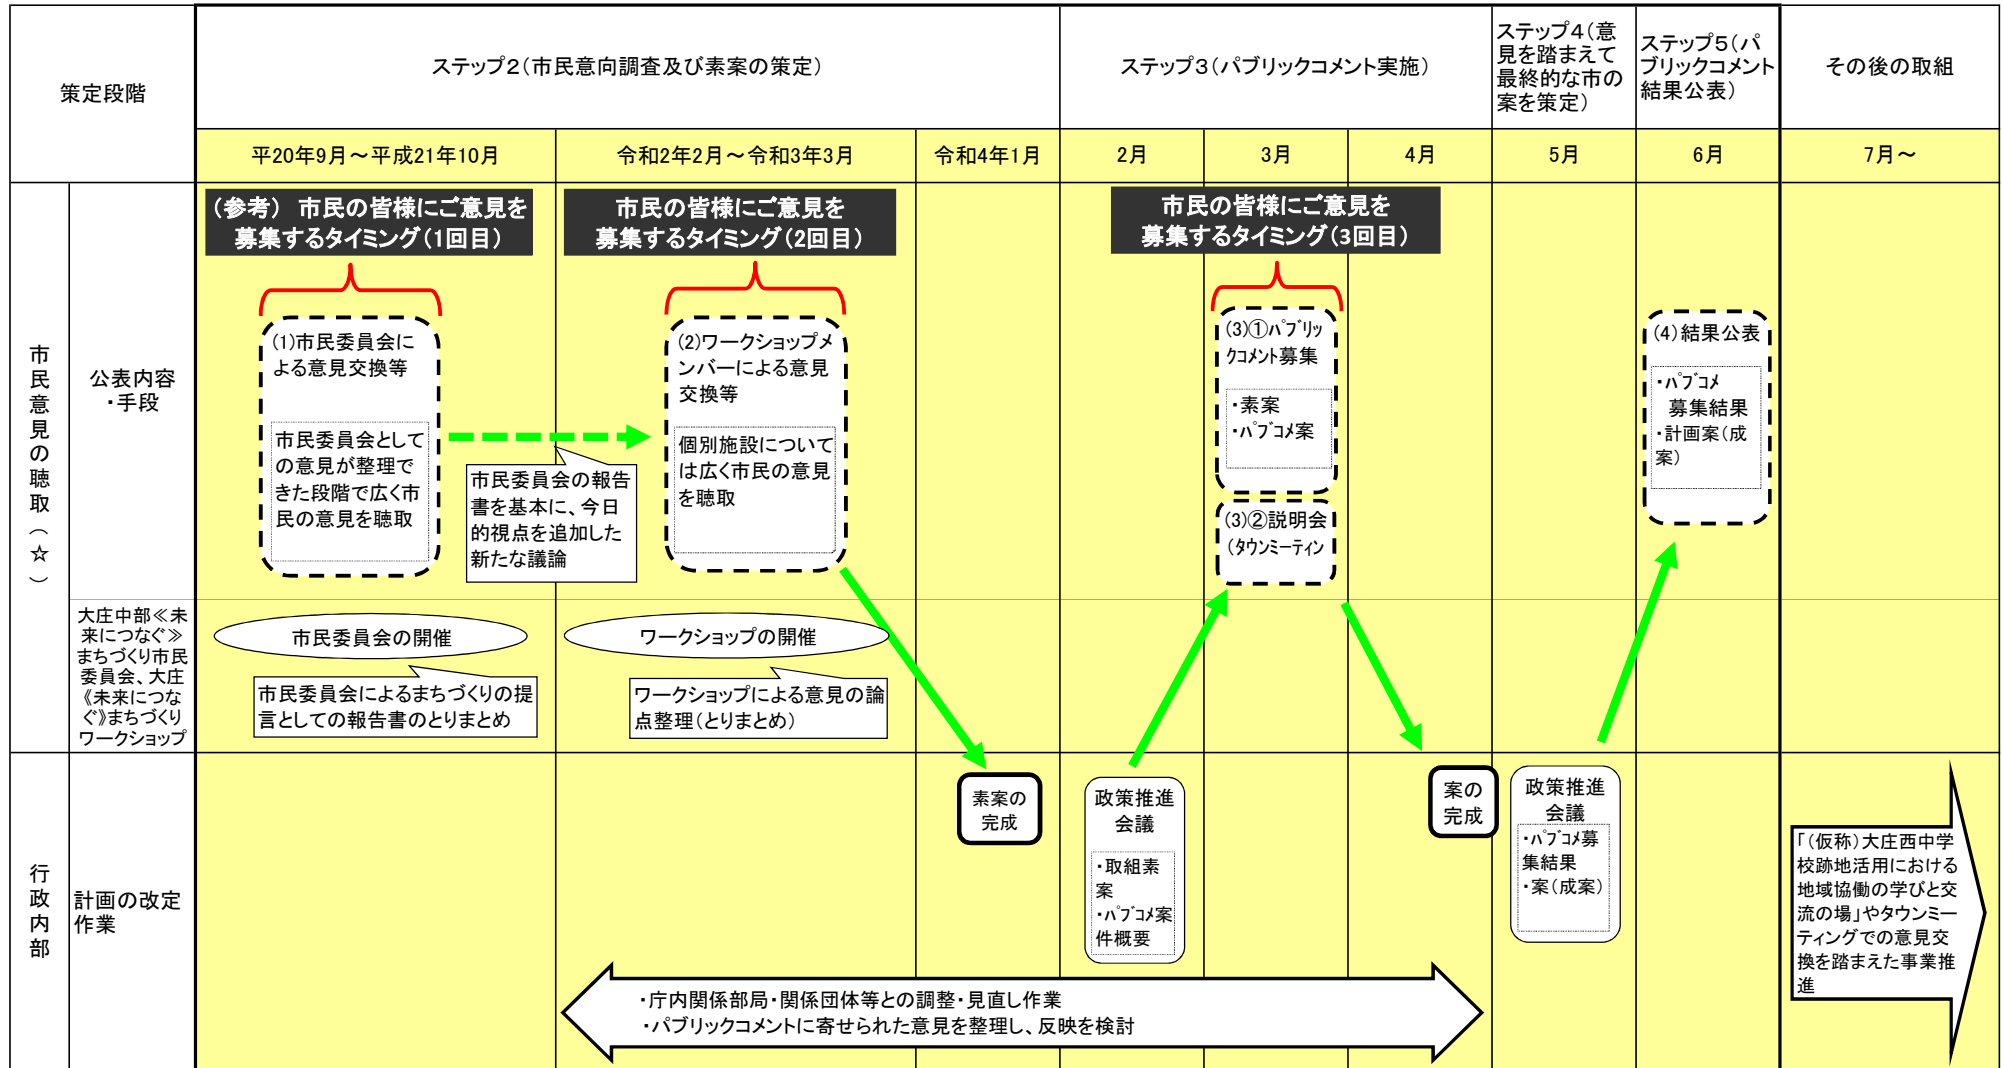 策定段階
ステップ2(市民意向調査及び素案の策定)
ステップ3(パブリックコメント実施)
ステップ4(意
見を踏まえて
最終的な市の
案を策定)
ステップ5(パ
ブリックコメント
結果公表)
その後の取組
平20年9月～平成21年10月
令和2年2月～令和3年3月
令和4年1月
2月
3月
4月
5月
6月
7月～
市民意見の聴取(☆)
公表内容
・手段
(参考) 市民の皆様にご意見を
募集するタイミング(1回目)
市民の皆様にご意見を
募集するタイミング(2回目)
市民の皆様にご意見を
募集するタイミング(3回目)
(1)市民委員会に
よる意見交換等
市民委員会として
の意見が整理で
きた段階で広く市
民の意見を聴取
市民委員会の報告
書を基本に、今日
的視点を追加した
新たな議論
(2)ワークショップメ
ンバーによる意見
交換等
個別施設について
は広く市民の意見
を聴取
(3)①ﾊﾟﾌﾞﾘｯ
ｸｺﾒﾝﾄ募集
・素案
・ﾊﾟﾌﾞｺﾒ案
(3)②説明会
(ﾀｳﾝﾐｰﾃｨﾝ
(4)結果公表
・ﾊﾟﾌﾞｺﾒ
募集結果
・計画案(成
案)
大庄中部≪未
来につなぐ≫
まちづくり市民
委員会、大庄
《未来につな
ぐ》まちづくり
ワークショップ
市民委員会の開催
市民委員会によるまちづくりの提
言としての報告書のとりまとめ
ワークショップの開催
ワークショップによる意見の論
点整理(とりまとめ)
行政内部
計画の改定
作業
素案の
完成
政策推進
会議
・取組素
案
・ﾊﾟﾌﾞｺﾒ案
件概要
案の
完成
政策推進
会議
・ﾊﾟﾌﾞｺﾒ募
集結果
・案(成案)
「(仮称)大庄西中学
校跡地活用における
地域協働の学びと交
流の場」やタウンミー
ティングでの意見交
換を踏まえた事業推
進
・庁内関係部局・関係団体等との調整・見直し作業
・パブリックコメントに寄せられた意見を整理し、反映を検討